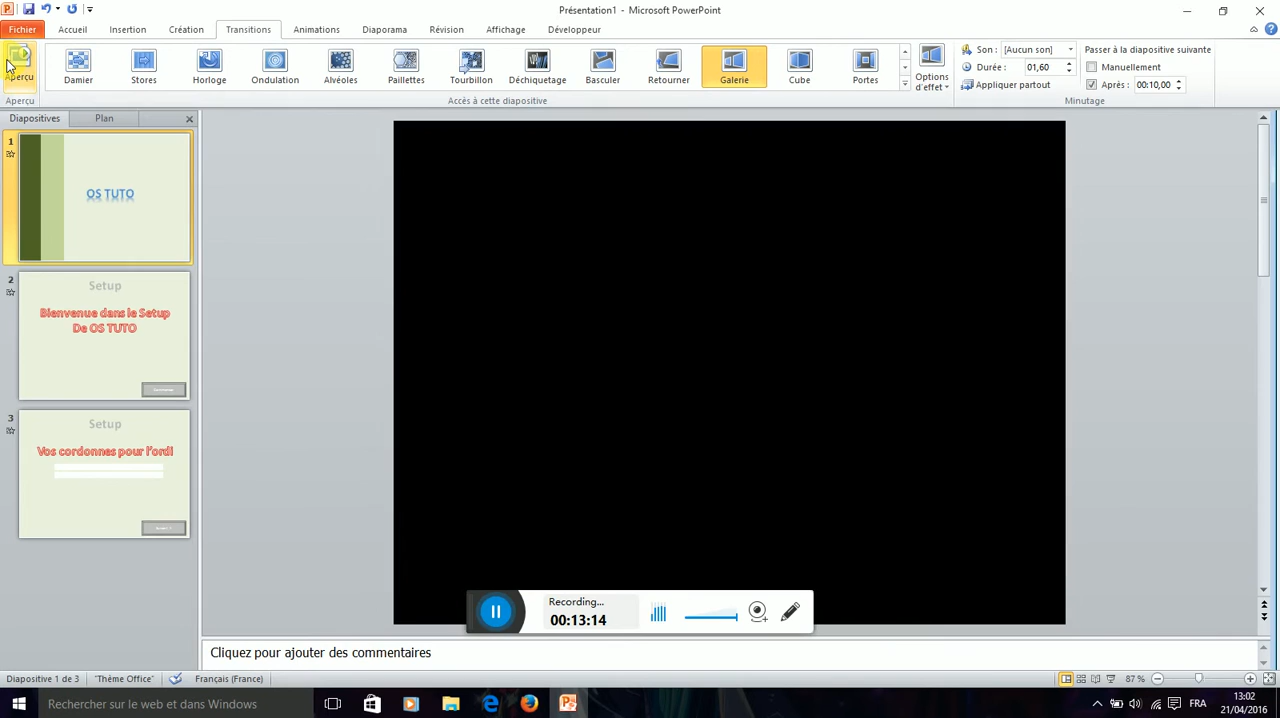 Présentation1 - Microsoft PowerPoint
Fichier
Accueil
Insertion
Création
Transitions
Animations
Diaporama
Révision
Affichage
Développeur
Aperçu
Damier
Stores
Horloge
Ondulation
Alvéoles
Paillettes
Tourbillon
Déchiquetage
Basculer
Retourner
Galerie
Cube
Portes
Options
d'effet
Son : [Aucun son]
Durée : 01,60
Appliquer partout
Passer à la diapositive suivante
Manuellement
Après : 00:10,00
Aperçu
Accès à cette diapositive
Minutage
Diapositives
Plan
1
OS TUTO
2
Setup
Bienvenue dans le Setup
De OS TUTO
3
Setup
Vos cordonnes pour l'ordi
Recording...
00:13:14
Cliquez pour ajouter des commentaires
Diapositive 1 de 3
"Thème Office"
Français (France)
87 %
Rechercher sur le web et dans Windows
FRA
13:02
21/04/2016